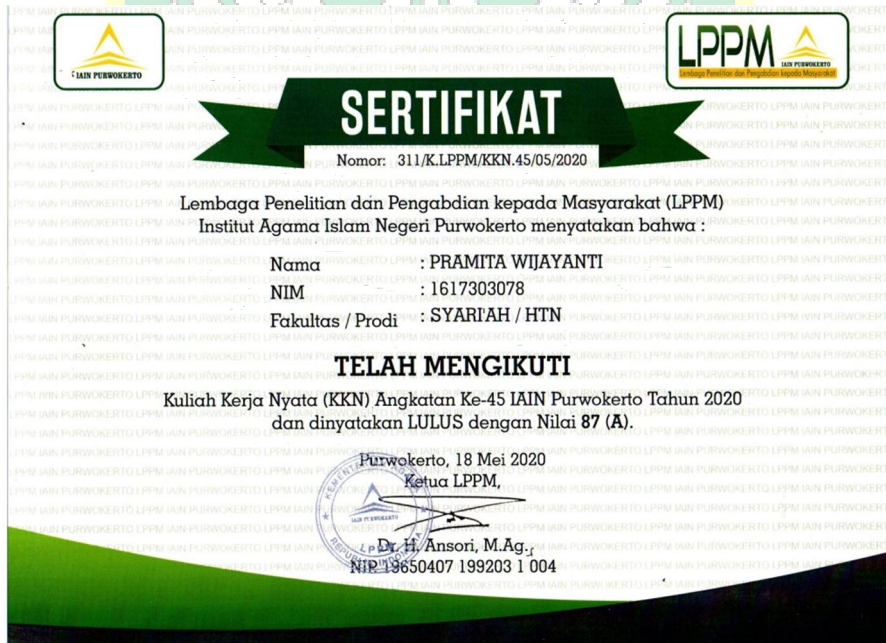 IAIN PURWOKERTO
LPPM
IAIN PURWOKERTO
Lembaga Penelitian dan Pengabdian kepada Masyarakat
SERTIFIKAT
Nomor: 311/K.LPPM/KKN.45/05/2020
Lembaga Penelitian dan Pengabdian kepada Masyarakat (LPPM)
Institut Agama Islam Negeri Purwokerto menyatakan bahwa :
Nama : PRAMITA WIJAYANTI
NIM : 1617303078
Fakultas / Prodi : SYARI'AH / HTN
TELAH MENGIKUTI
Kuliah Kerja Nyata (KKN) Angkatan Ke-45 IAIN Purwokerto Tahun 2020
dan dinyatakan LULUS dengan Nilai 87 (A).
Purwokerto, 18 Mei 2020
Ketua LPPM,
Dr. H. Ansori, M.Ag.
NIP. 19650407 199203 1 004